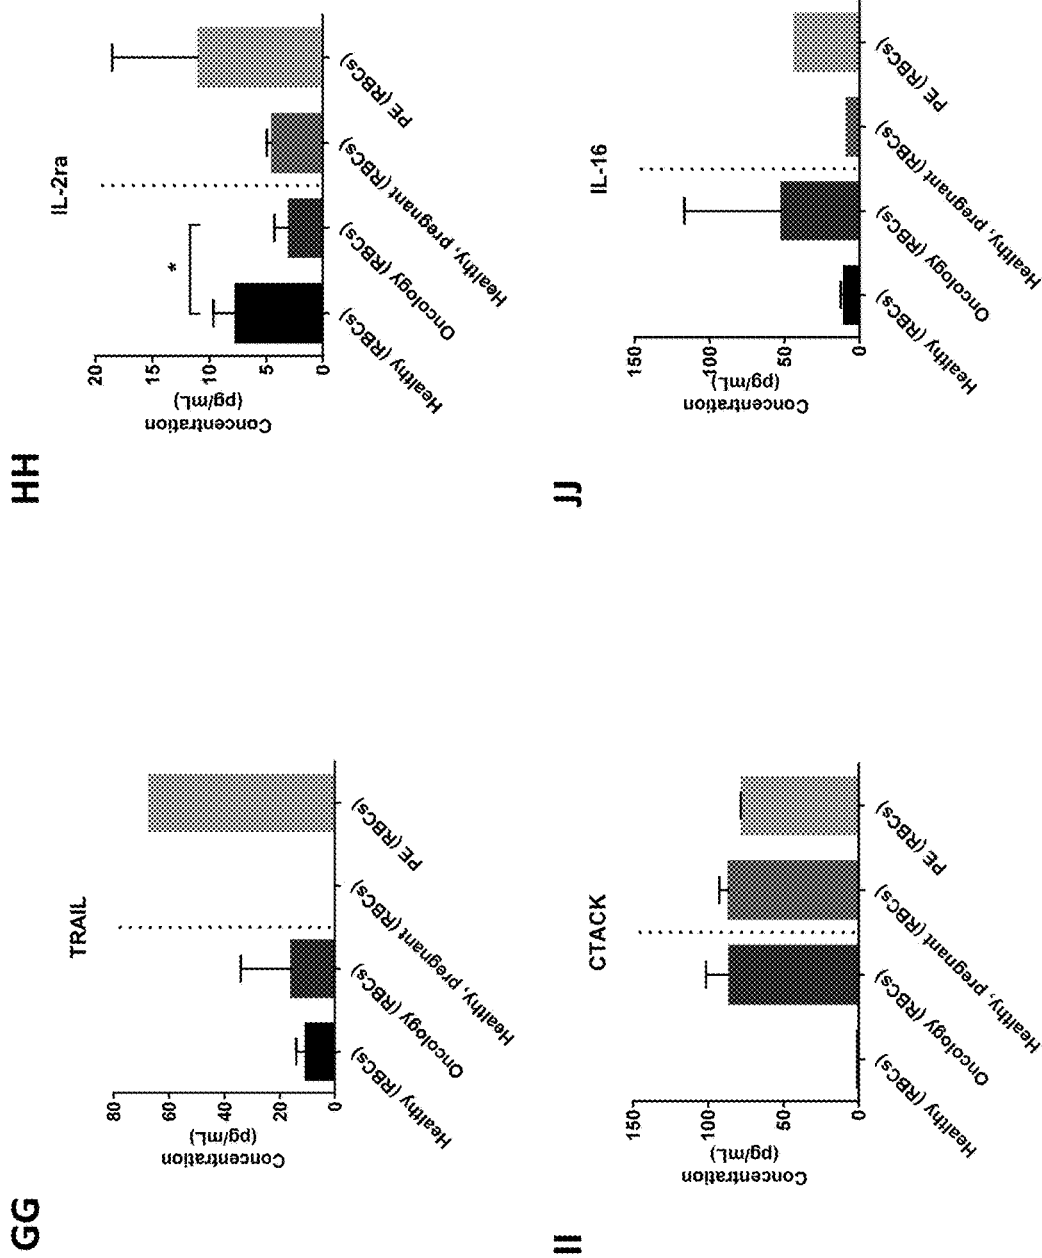 GG
TRAIL
Concentration
(pg/mL)
80
60
40
20
0
Healthy (RBCs)
Oncology (RBCs)
Healthy, pregnant (RBCs)
PE (RBCs)
HH
IL-2ra
*
Concentration
(pg/mL)
20
15
10
5
0
Healthy (RBCs)
Oncology (RBCs)
Healthy, pregnant (RBCs)
PE (RBCs)
II
CTACK
Concentration
(pg/mL)
150
100
50
0
Healthy (RBCs)
Oncology (RBCs)
Healthy, pregnant (RBCs)
PE (RBCs)
JJ
IL-16
Concentration
(pg/mL)
150
100
50
0
Healthy (RBCs)
Oncology (RBCs)
Healthy, pregnant (RBCs)
PE (RBCs)